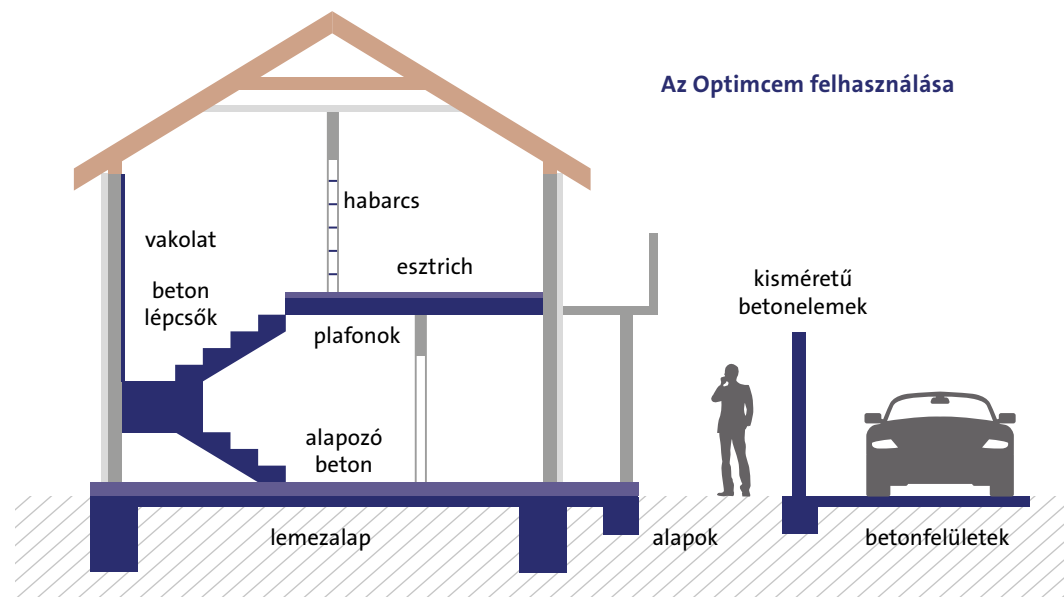 Az Optimcem felhasználása
habarcs
vakolat
esztrich
beton
lépcsők
kisméretű
betonelemek
plafonok
alapozó
beton
lemezalap
alapok
betonfelületek